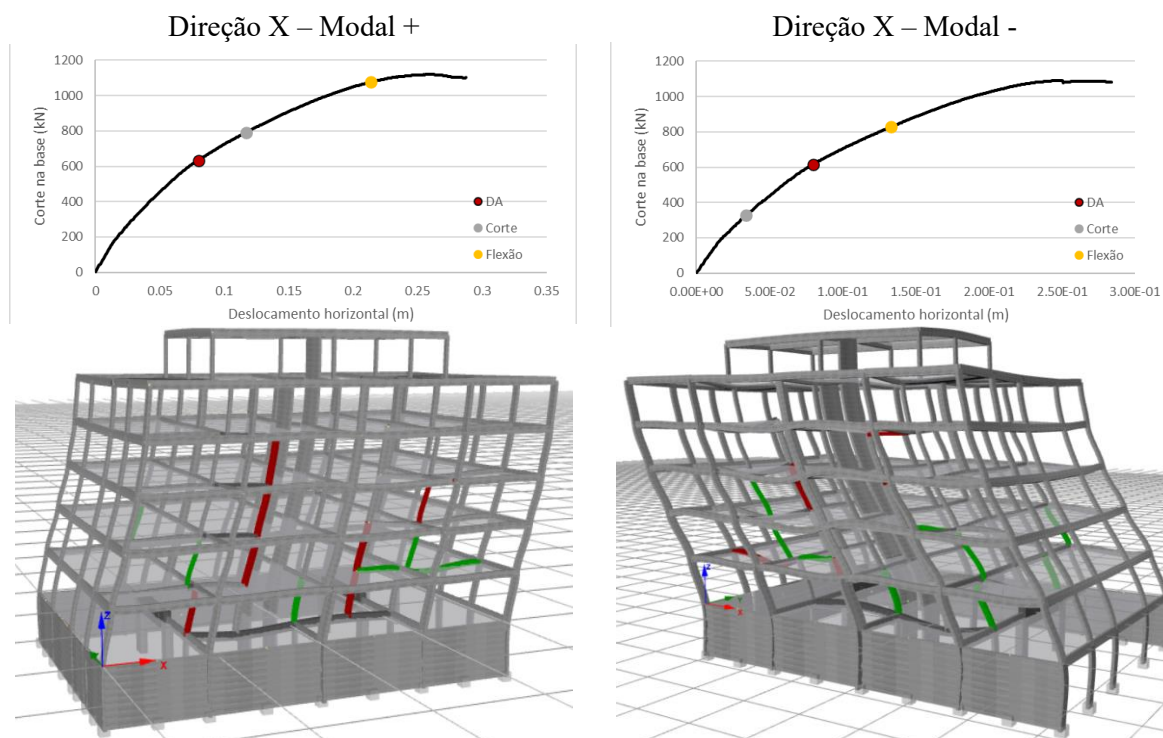 Direção X – Modal +
Corte na base (kN)
1200
1000
800
600
400
200
0
0
0.05
0.1
0.15
0.2
0.25
0.3
0.35
Deslocamento horizontal (m)
DA
Corte
Flexão
Z
X
Direção X – Modal -
Corte na base (kN)
1200
1000
800
600
400
200
0
0.00E+00
5.00E-02
1.00E-01
1.50E-01
2.00E-01
2.50E-01
3.00E-01
Deslocamento horizontal (m)
DA
Corte
Flexão
Z
X